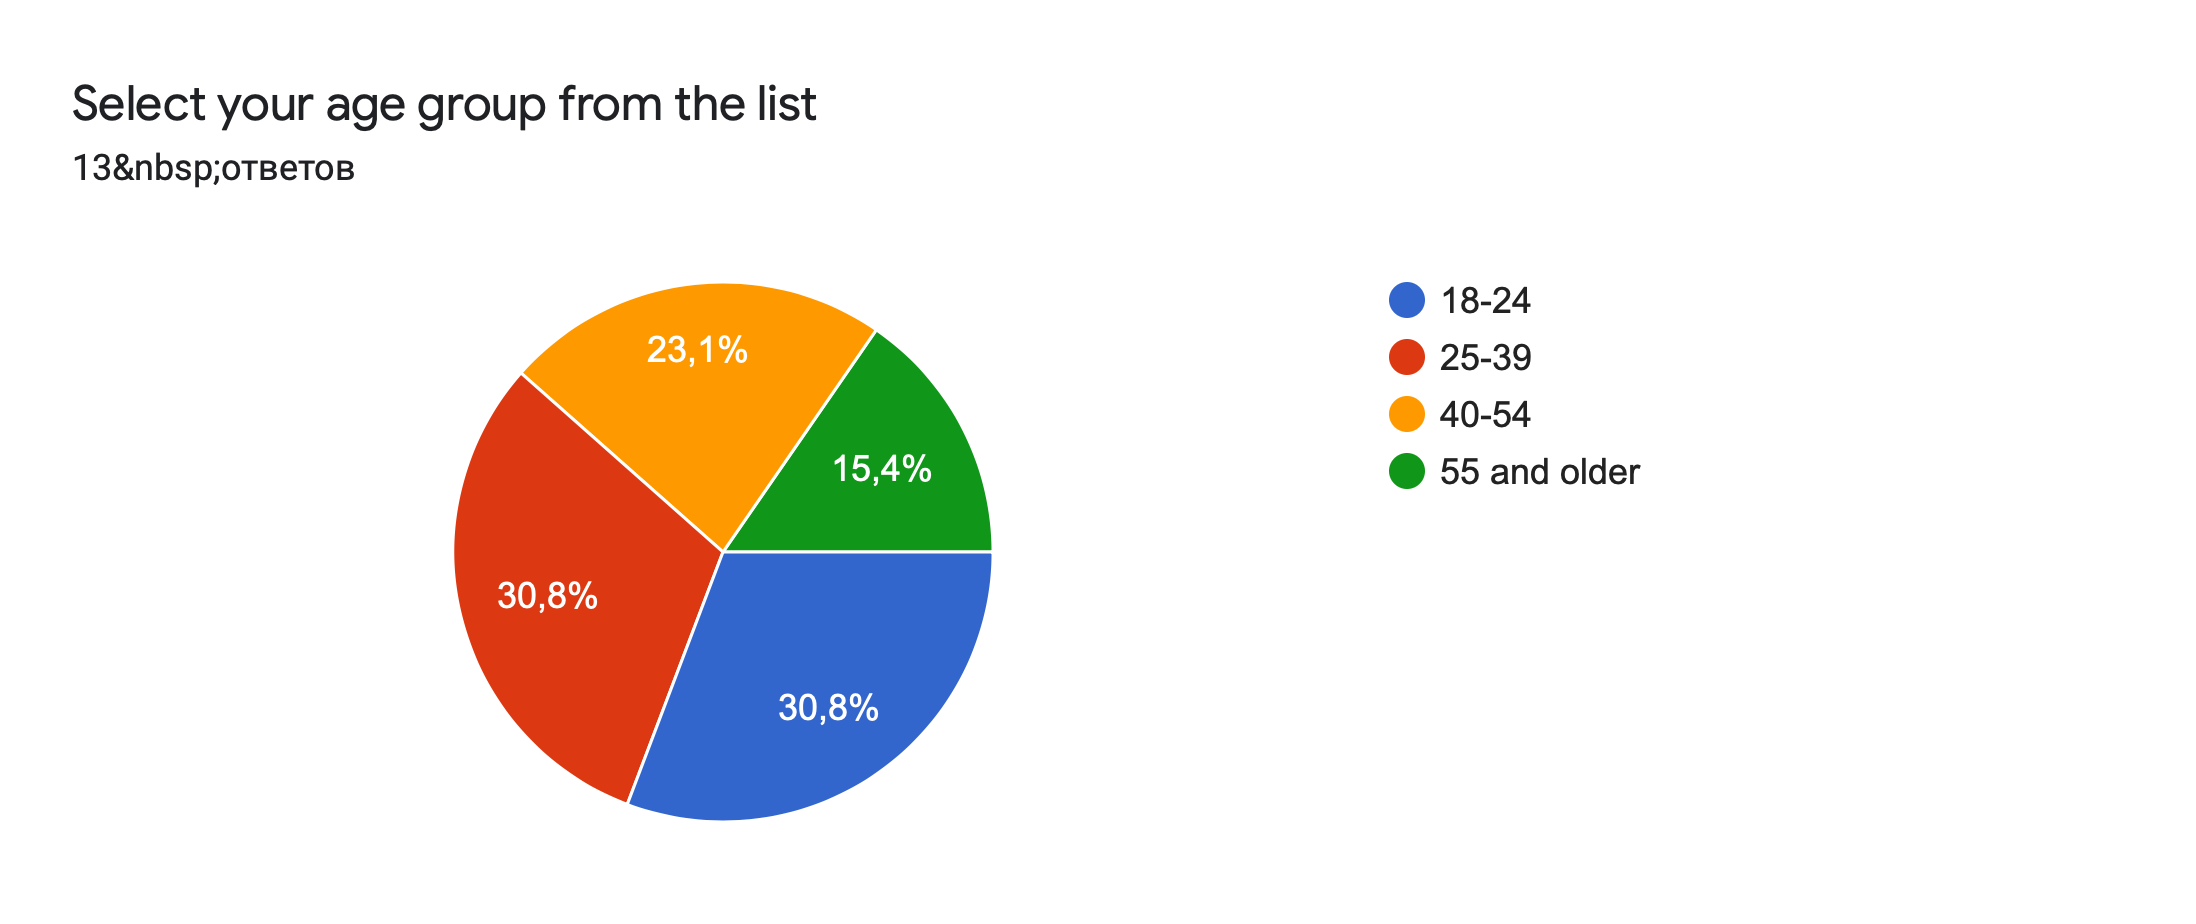 Select your age group from the list
13&nbsp;ответов
23,1%
15,4%
30,8%
30,8%
18-24
25-39
40-54
55 and older